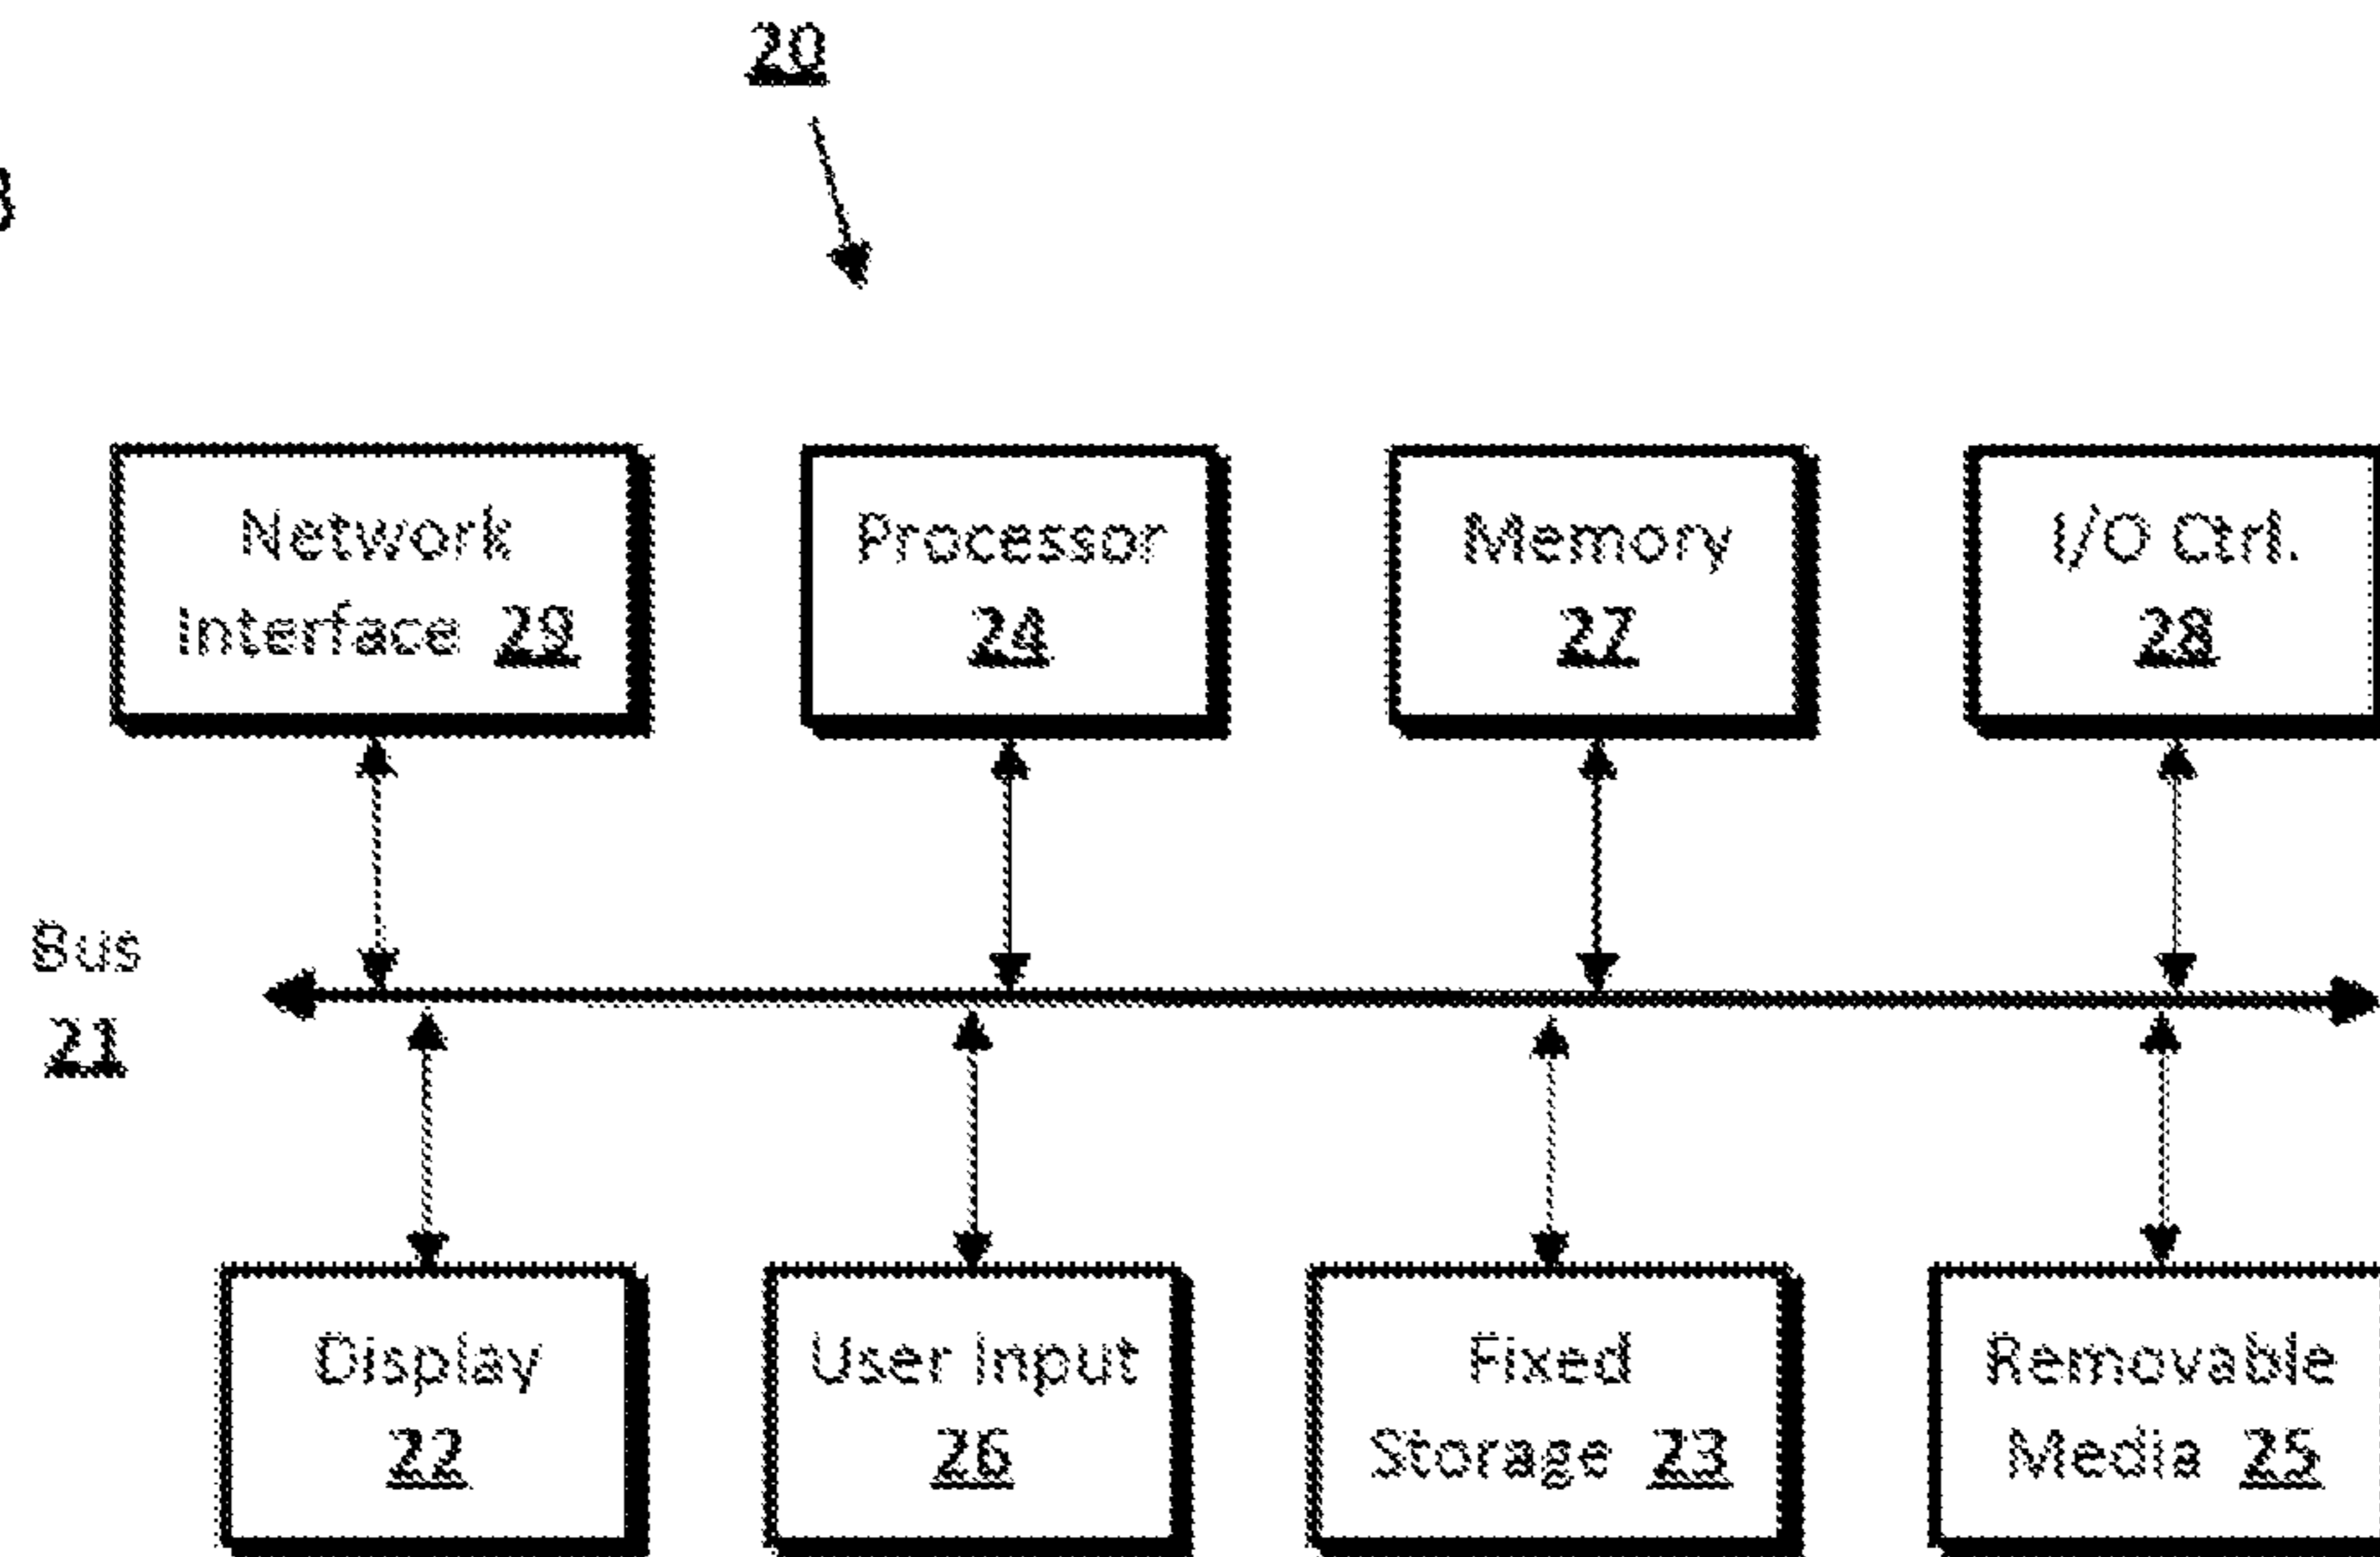 20
Network
Interface 29
Processor
24
Memory
27
I/O Ctrl.
28
Bus
21
Display
22
User Input
26
Fixed
Storage 23
Removable
Media 25